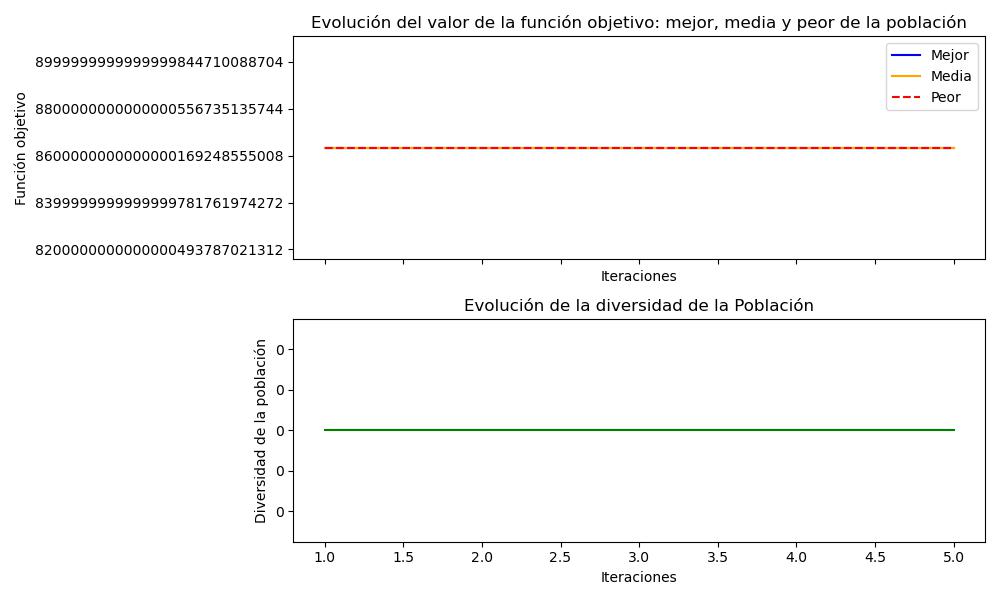 Evolución del valor de la función objetivo: mejor, media y peor de la población
Mejor
Media
Peor
Función objetivo
8999999999999999844710088704
8800000000000000556735135744
8600000000000000169248555008
8399999999999999781761974272
8200000000000000493787021312
Iteraciones
Evolución de la diversidad de la Población
Diversidad de la población
0
0
0
0
0
1.0 1.5 2.0 2.5 3.0 3.5 4.0 4.5 5.0
Iteraciones